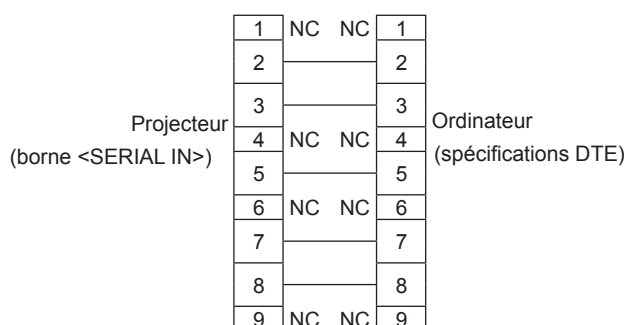 1 NC NC 1
2 2
3 3
Projecteur Ordinateur
4 NC NC 4
(borne <SERIAL IN>) (spécifications DTE)
5 5
6 NC NC 6
7 7
8 8
9 NC NC 9